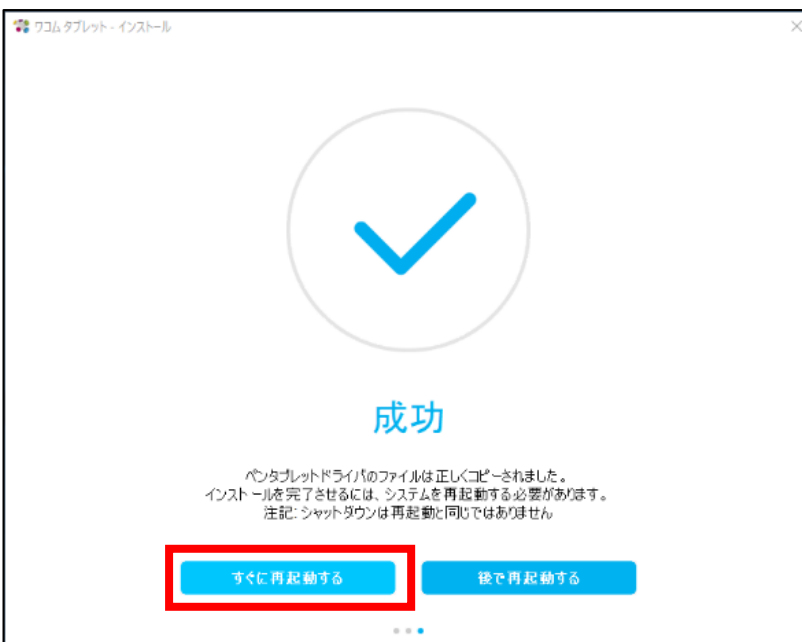 ワコム タブレット - インストール
成功
ペンタブレットドライバのファイルは正しくコピーされました。
インストールを完了させるには、システムを再起動する必要があります。
注記: シャットダウンは再起動と同じではありません
すぐに再起動する
後で再起動する